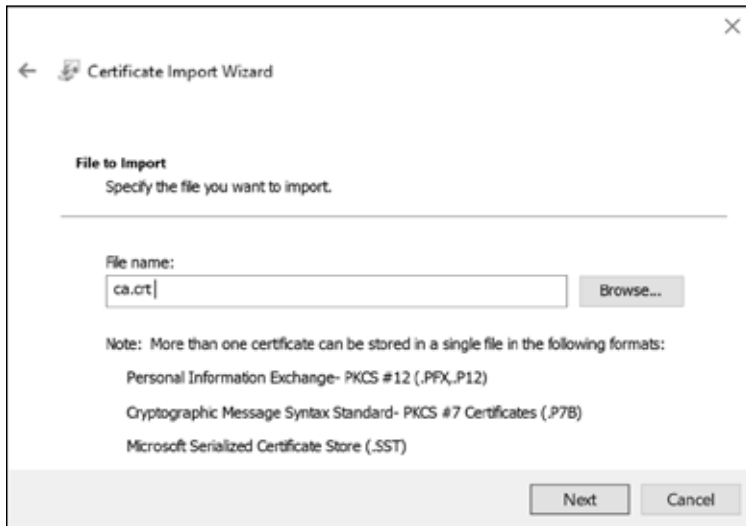 Certificate Import Wizard
File to Import
Specify the file you want to import.
File name:
ca.crt
Browse...
Note: More than one certificate can be stored in a single file in the following formats:
Personal Information Exchange- PKCS #12 (.PFX,.P12)
Cryptographic Message Syntax Standard- PKCS #7 Certificates (.P7B)
Microsoft Serialized Certificate Store (.SST)
Next
Cancel